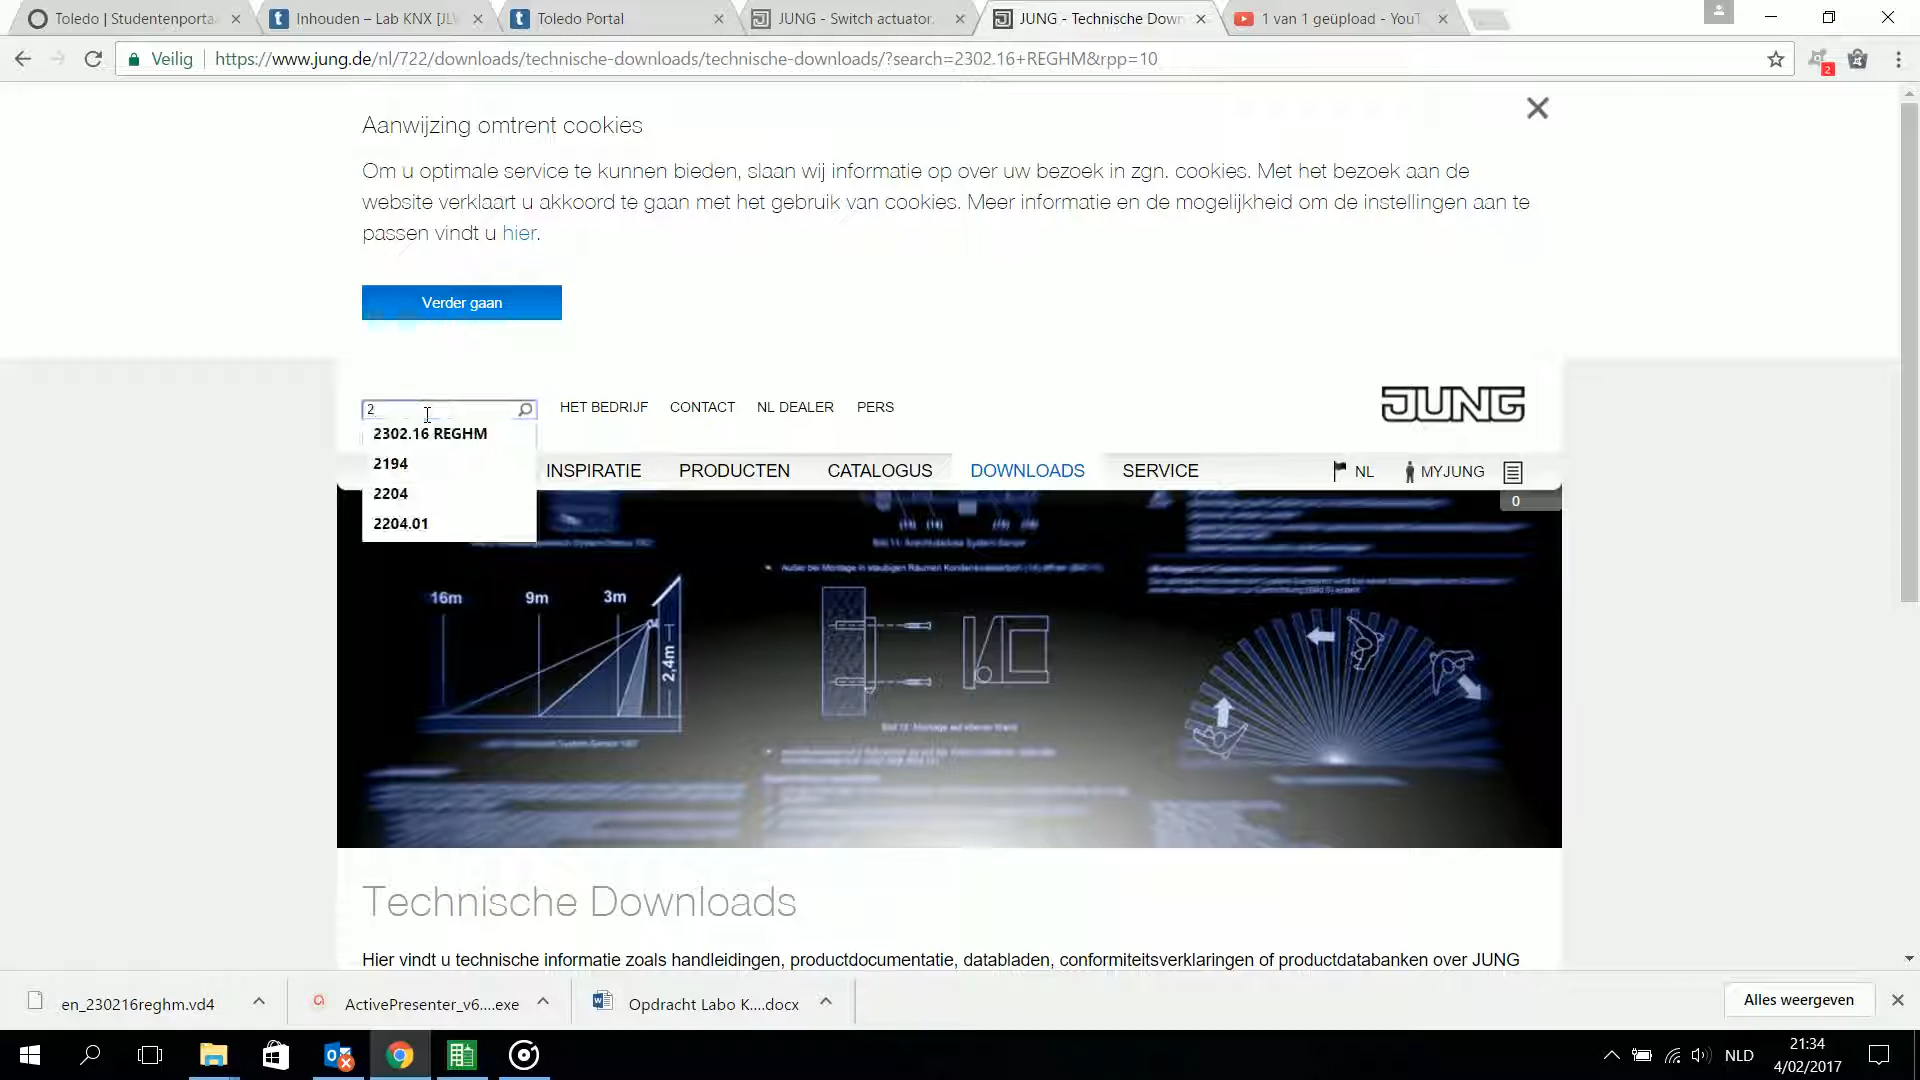 Toledo | Studentenporta
Inhouden – Lab KNX [JLW
Toledo Portal
JUNG - Switch actuator,
JUNG - Technische Down
1 van 1 geüpload - YouT
Veilig
https://www.jung.de/nl/722/downloads/technische-downloads/technische-downloads/?search=2302.16+REGHM&rpp=10
2
Aanwijzing omtrent cookies
Om u optimale service te kunnen bieden, slaan wij informatie op over uw bezoek in zgn. cookies. Met het bezoek aan de
website verklaart u akkoord te gaan met het gebruik van cookies. Meer informatie en de mogelijkheid om de instellingen aan te
passen vindt u hier.
Verder gaan
2
HET BEDRIJF CONTACT NL DEALER PERS
JUNG
2302.16 REGHM
2194
2204
2204.01
INSPIRATIE PRODUCTEN CATALOGUS DOWNLOADS SERVICE
NL MYJUNG
0
16m 9m 3m
2,4m
Technische Downloads
Hier vindt u technische informatie zoals handleidingen, productdocumentatie, databladen, conformiteitsverklaringen of productdatabanken over JUNG
en_230216reghm.vd4
ActivePresenter_v6....exe
Opdracht Labo K....docx
Alles weergeven
NLD
21:34
4/02/2017